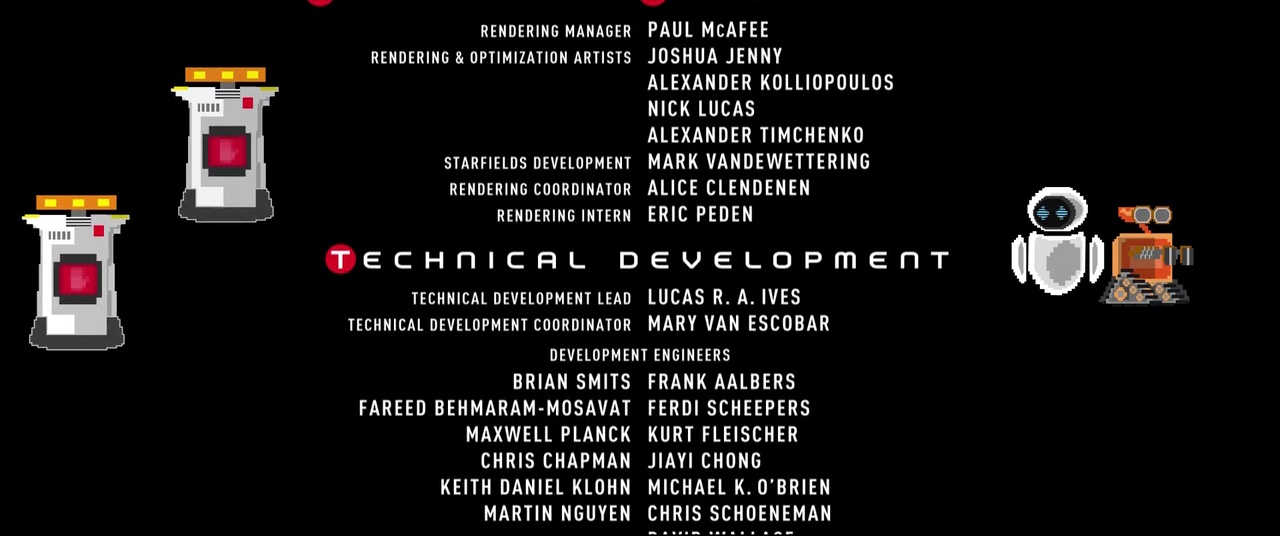 RENDERING MANAGER PAUL McAFEE
RENDERING & OPTIMIZATION ARTISTS JOSHUA JENNY
ALEXANDER KOLLIOPOULOS
NICK LUCAS
ALEXANDER TIMCHENKO
STARFIELDS DEVELOPMENT MARK VANDEWETTERING
RENDERING COORDINATOR ALICE CLENDENEN
RENDERING INTERN ERIC PEDEN
TECHNICAL DEVELOPMENT
TECHNICAL DEVELOPMENT LEAD LUCAS R. A. IVES
TECHNICAL DEVELOPMENT COORDINATOR MARY VAN ESCOBAR
DEVELOPMENT ENGINEERS
BRIAN SMITS FRANK AALBERS
FAREED BEHMARAM-MOSAVAT FERDI SCHEEPERS
MAXWELL PLANCK KURT FLEISCHER
CHRIS CHAPMAN JIAYI CHONG
KEITH DANIEL KLOHN MICHAEL K. O'BRIEN
MARTIN NGUYEN CHRIS SCHOENEMAN